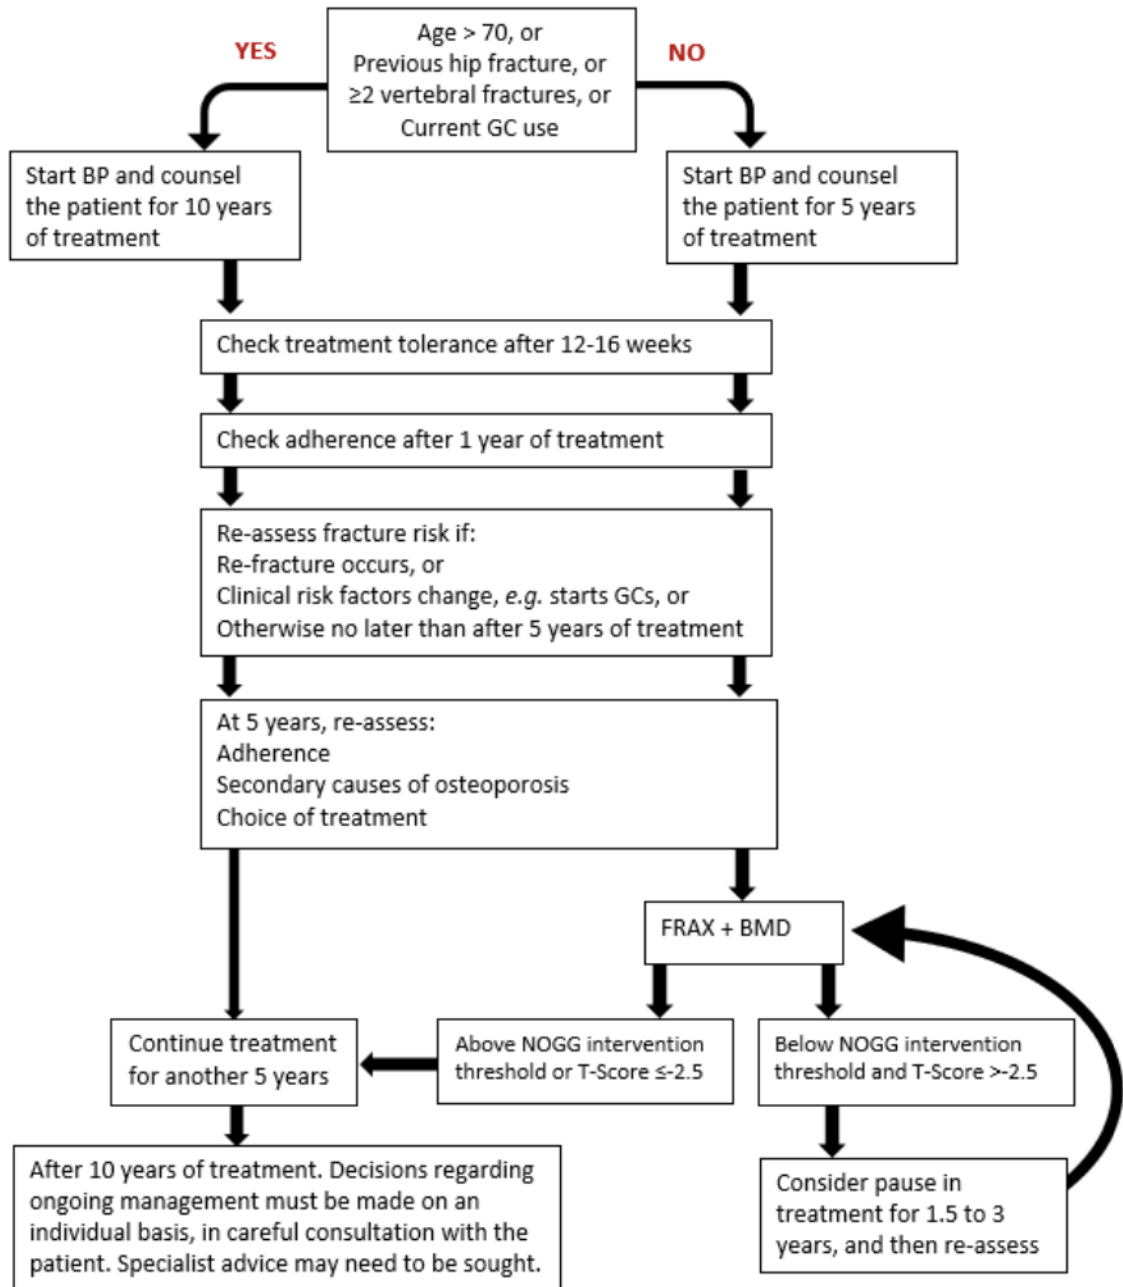 Age > 70, or
Previous hip fracture, or
≥2 vertebral fractures, or
Current GC use
YES
NO
Start BP and counsel
the patient for 10 years
of treatment
Start BP and counsel
the patient for 5 years
of treatment
Check treatment tolerance after 12-16 weeks
Check adherence after 1 year of treatment
Re-assess fracture risk if:
Re-fracture occurs, or
Clinical risk factors change, e.g. starts GCs, or
Otherwise no later than after 5 years of treatment
At 5 years, re-assess:
Adherence
Secondary causes of osteoporosis
Choice of treatment
FRAX + BMD
Continue treatment
for another 5 years
Above NOGG intervention
threshold or T-Score ≤-2.5
Below NOGG intervention
threshold and T-Score >-2.5
After 10 years of treatment. Decisions regarding
ongoing management must be made on an
individual basis, in careful consultation with the
patient. Specialist advice may need to be sought.
Consider pause in
treatment for 1.5 to 3
years, and then re-assess